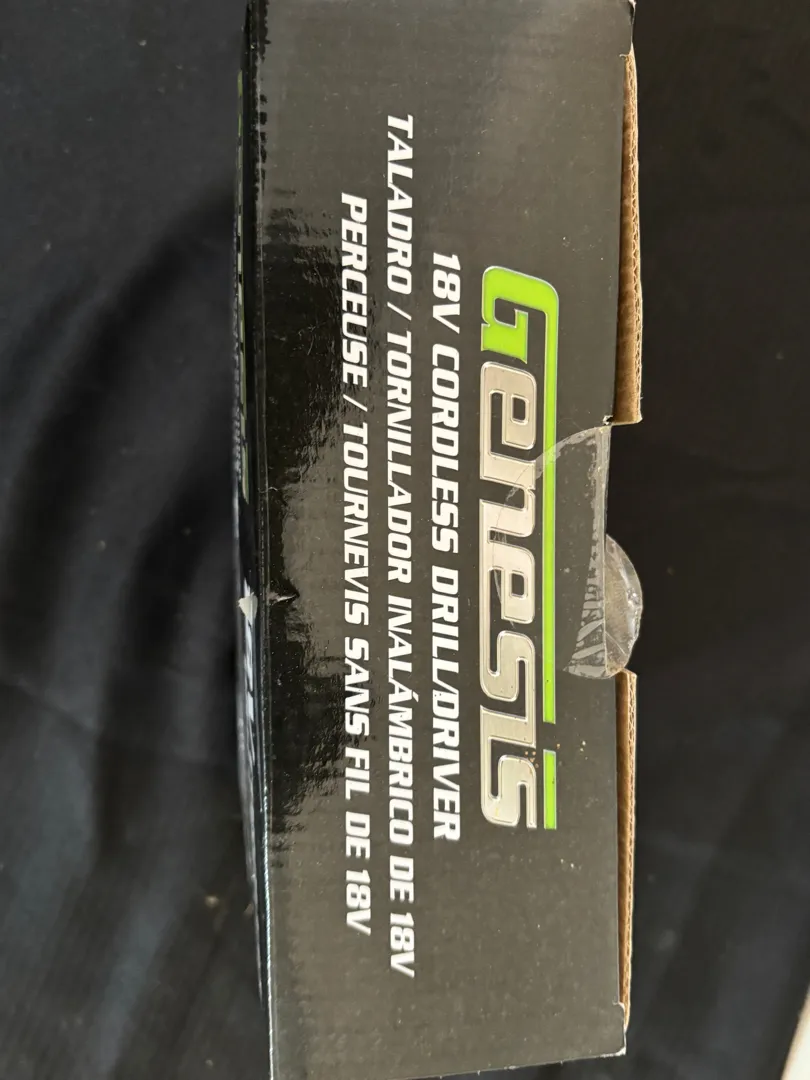 Genesis
18V CORDLESS DRILL/DRIVER
TALADRO / TORNILLADOR INALÁMBRICO DE 18V
PERCEUSE / TOURNEVIS SANS FIL DE 18V